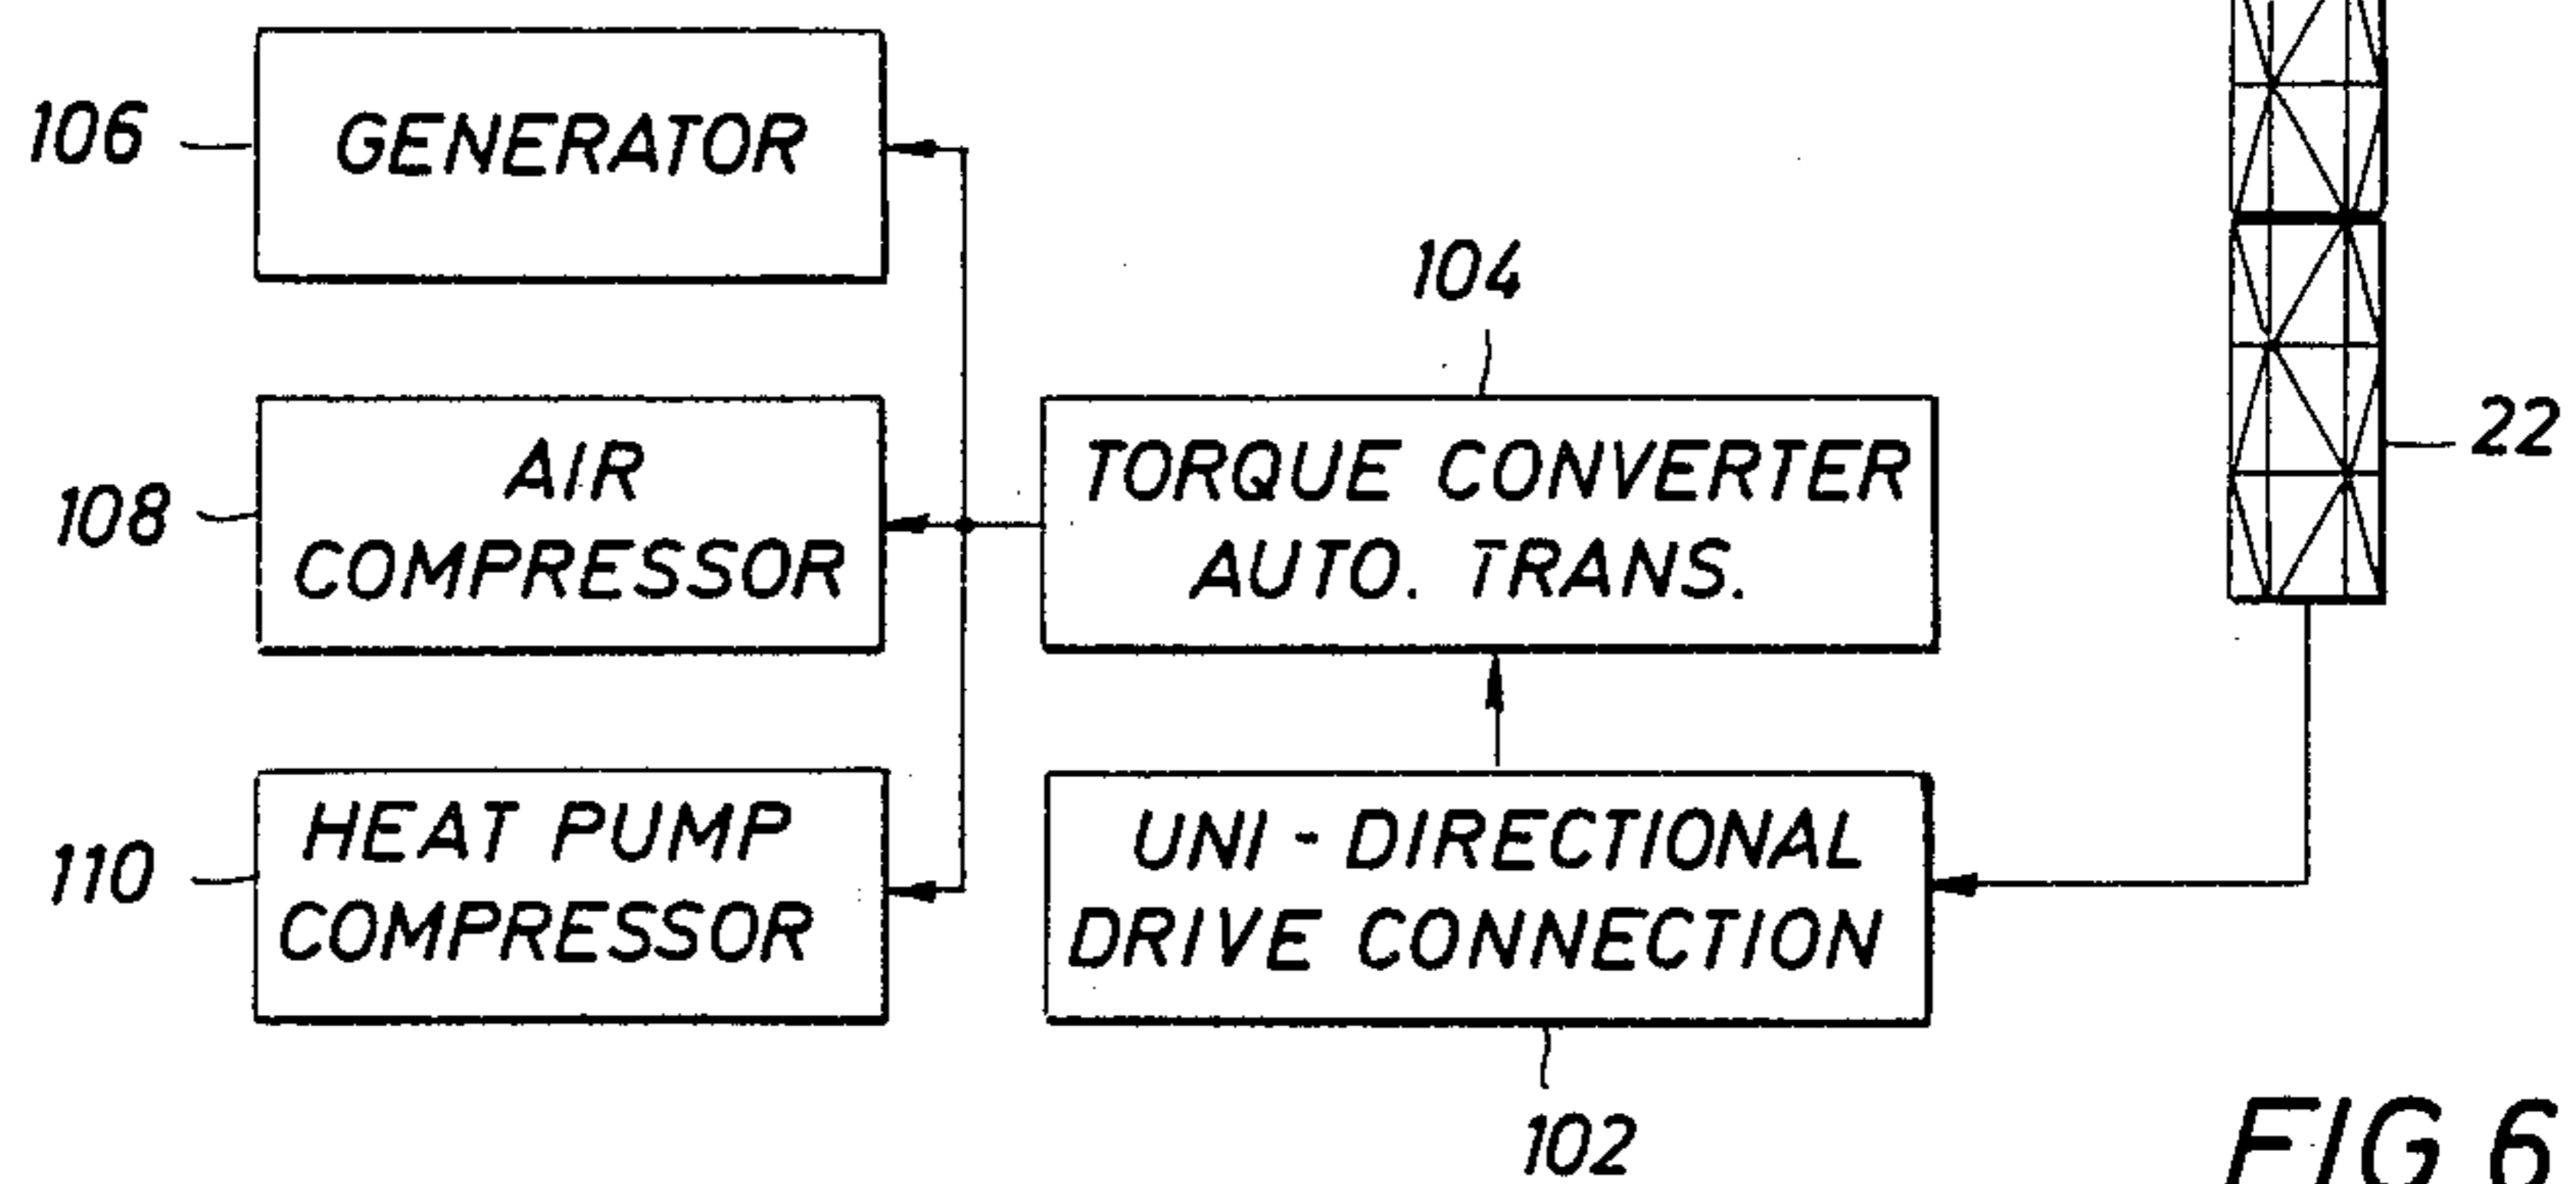 106
GENERATOR
104
108
AIR
COMPRESSOR
TORQUE CONVERTER
AUTO. TRANS.
22
110
HEAT PUMP
COMPRESSOR
UNI - DIRECTIONAL
DRIVE CONNECTION
102
FIG 6